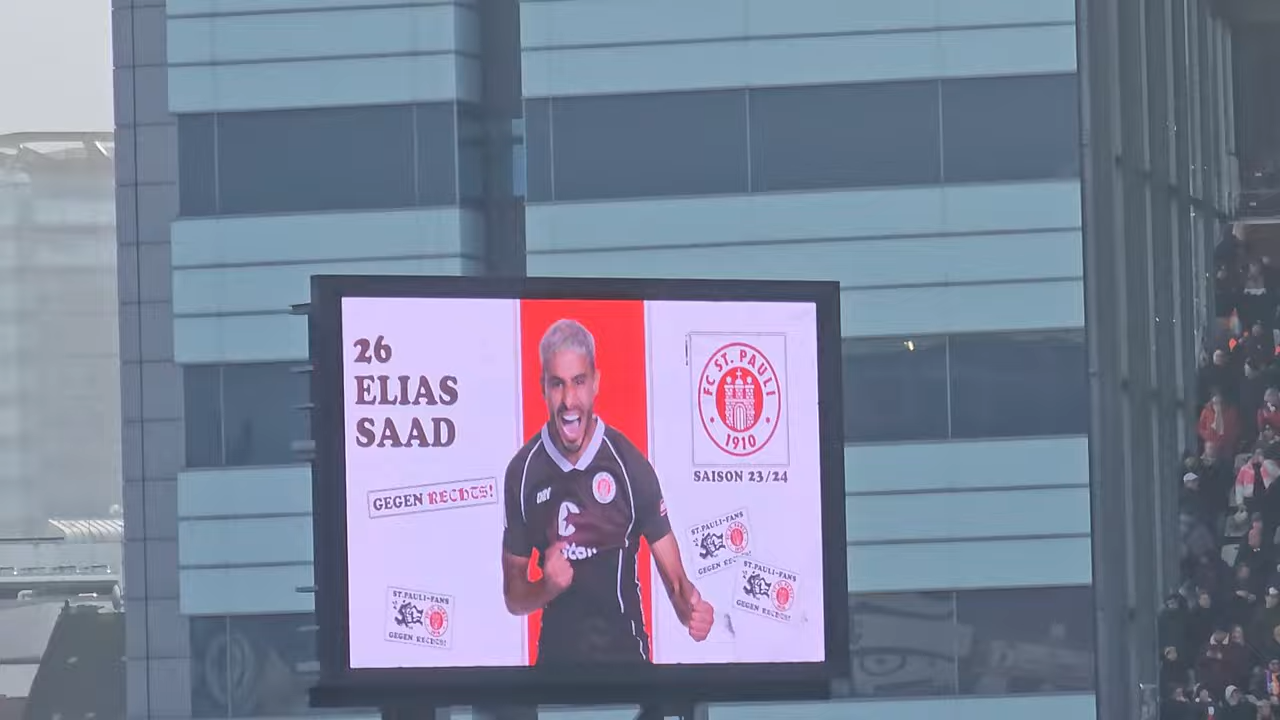 26
ELIAS
SAAD
GEGEN RECHTS!
FC ST. PAULI
1910
SAISON 23/24
ST.PAULI-FANS
GEGEN RECHTS!
ST.PAULI-FANS
GEGEN
ST.PAULI-FANS
GEGEN RECHTS!